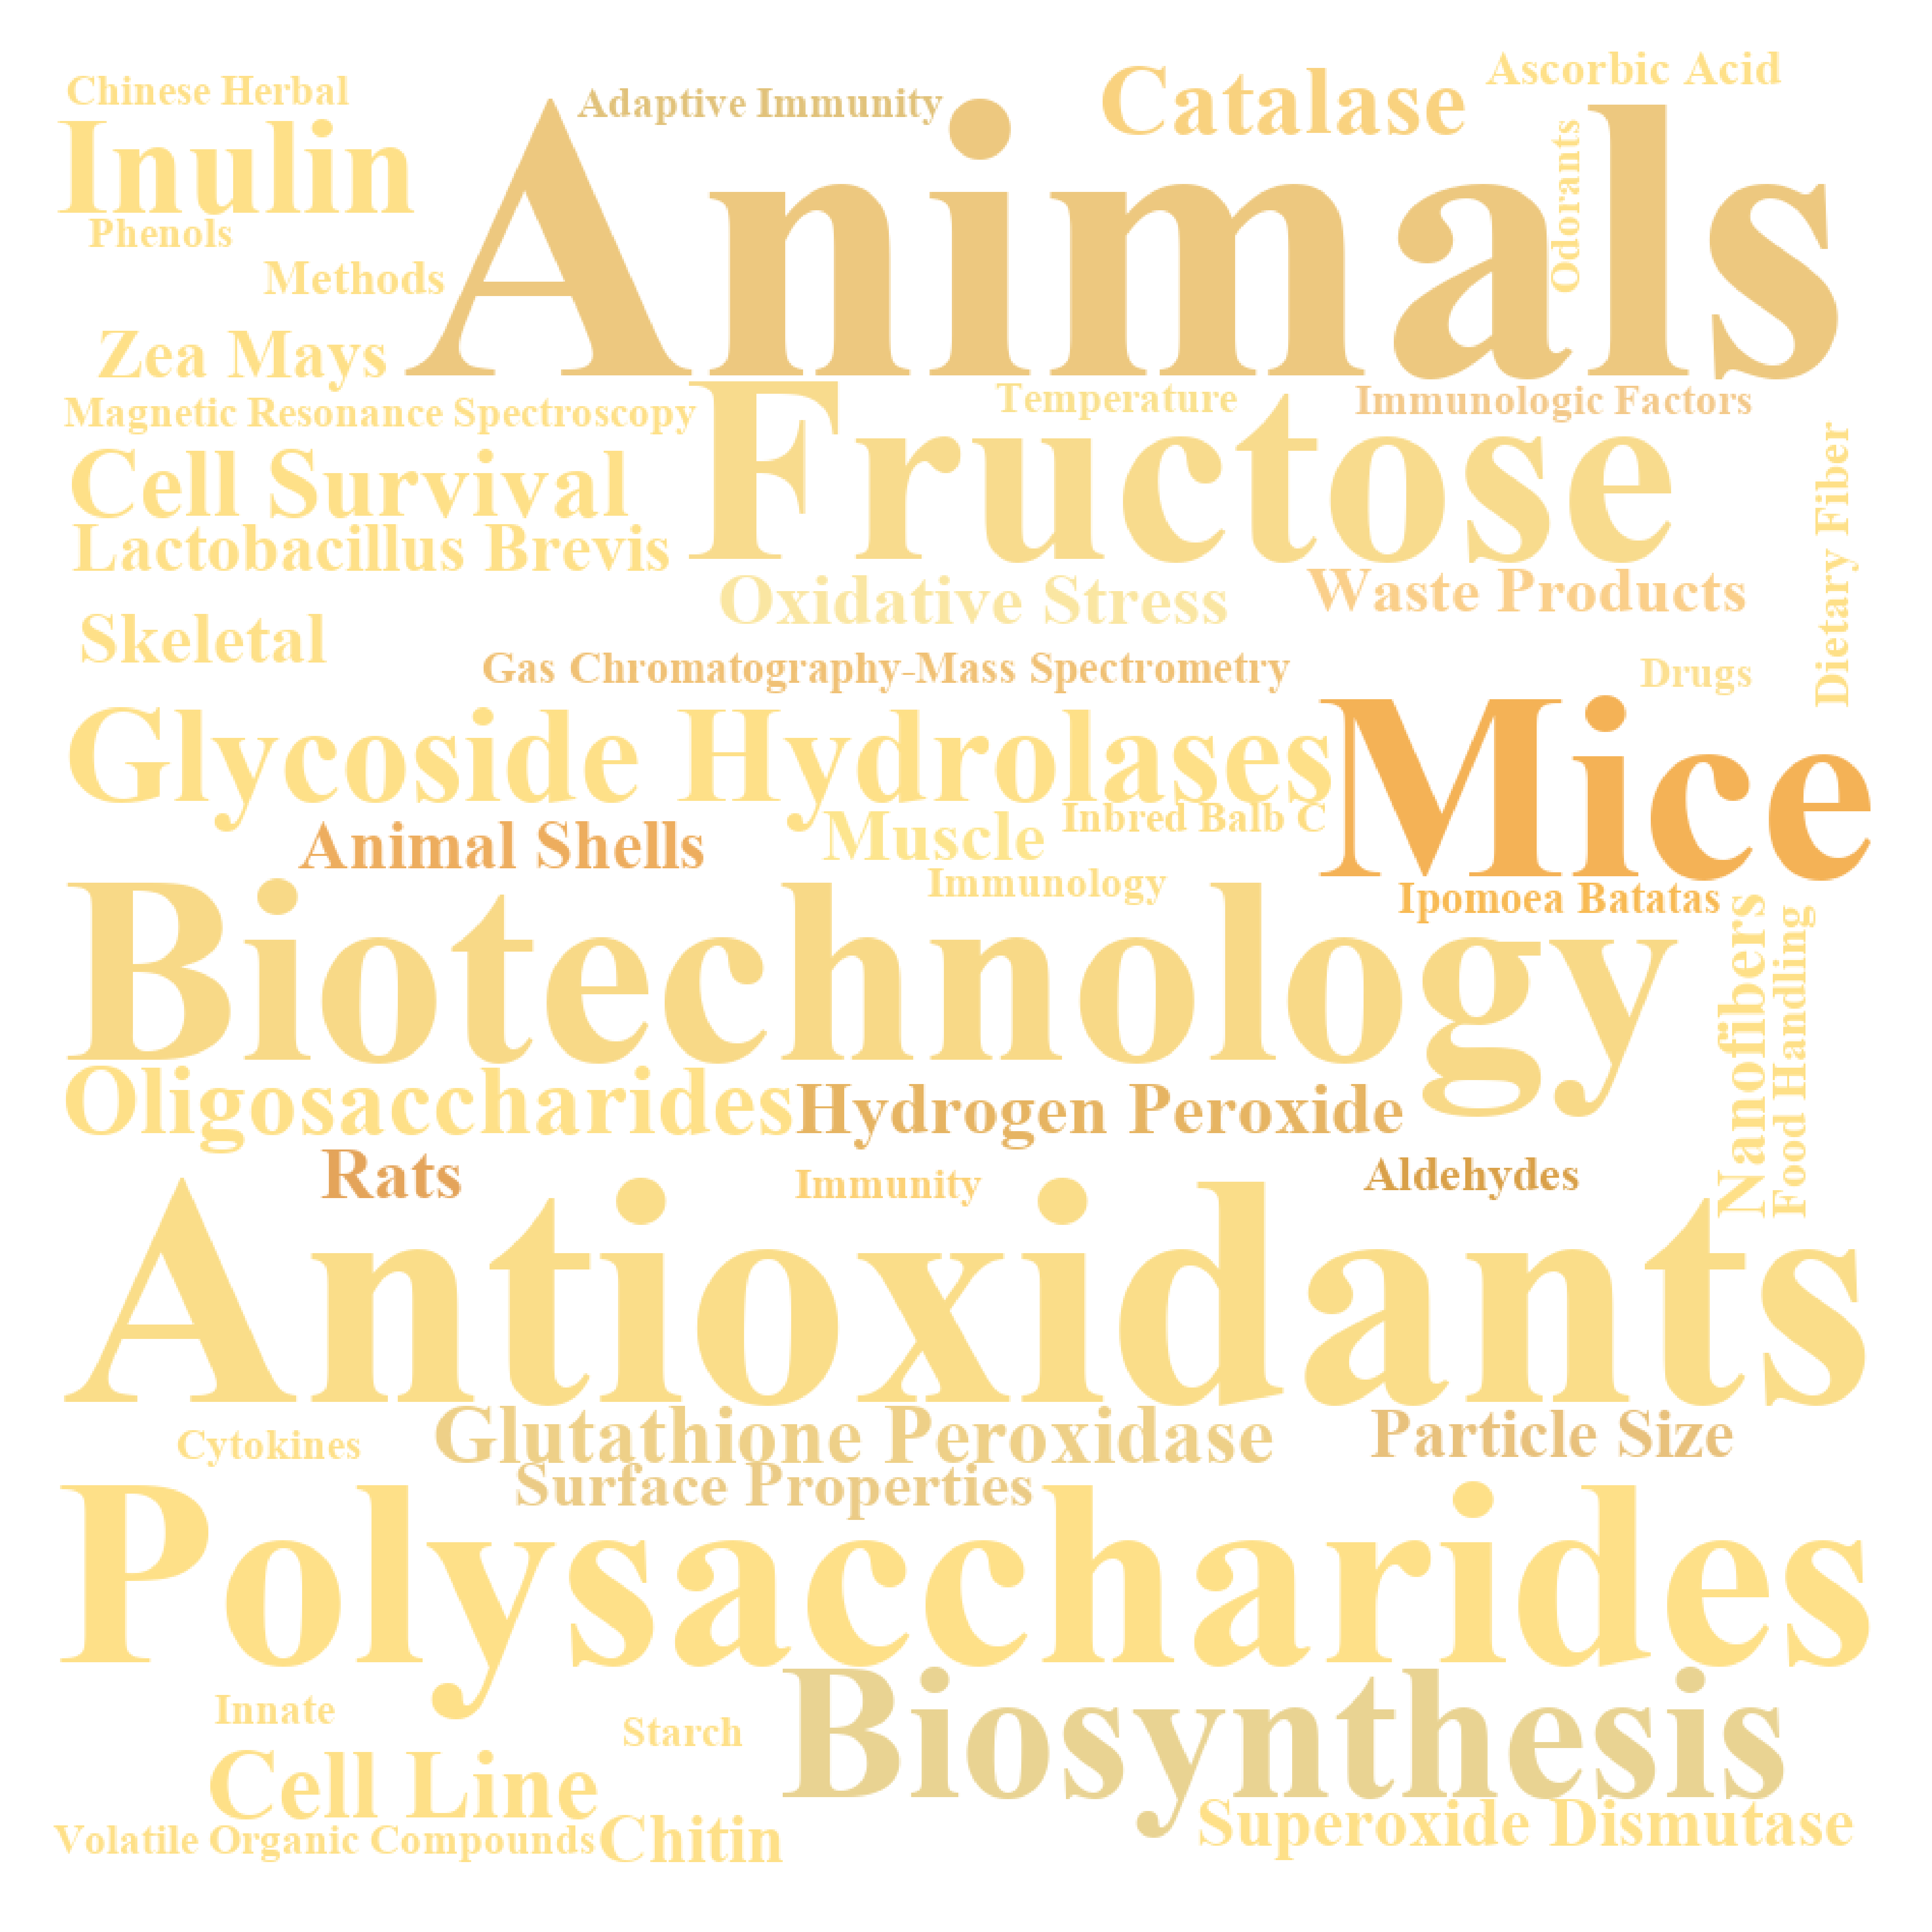 Chinese Herbal
Adaptive Immunity
Animals
Catalase
Ascorbic Acid
Inulin
Odorants
Phenols
Methods
Zea Mays
Magnetic Resonance Spectroscopy
Fructose
Temperature
Immunologic Factors
Cell Survival
Dietary Fiber
Lactobacillus Brevis
Oxidative Stress
Waste Products
Skeletal
Gas Chromatography-Mass Spectrometry
Drugs
Glycoside Hydrolases
Mice
Animal Shells
Muscle
Inbred Balb C
Immunology
Ipomoea Batatas
Biotechnology
Nanofibers
Food Handling
Oligosaccharides
Hydrogen Peroxide
Rats
Immunity
Aldehydes
Antioxidants
Cytokines
Glutathione Peroxidase
Particle Size
Surface Properties
Polysaccharides
Biosynthesis
Innate
Starch
Cell Line
Superoxide Dismutase
Volatile Organic Compounds
Chitin